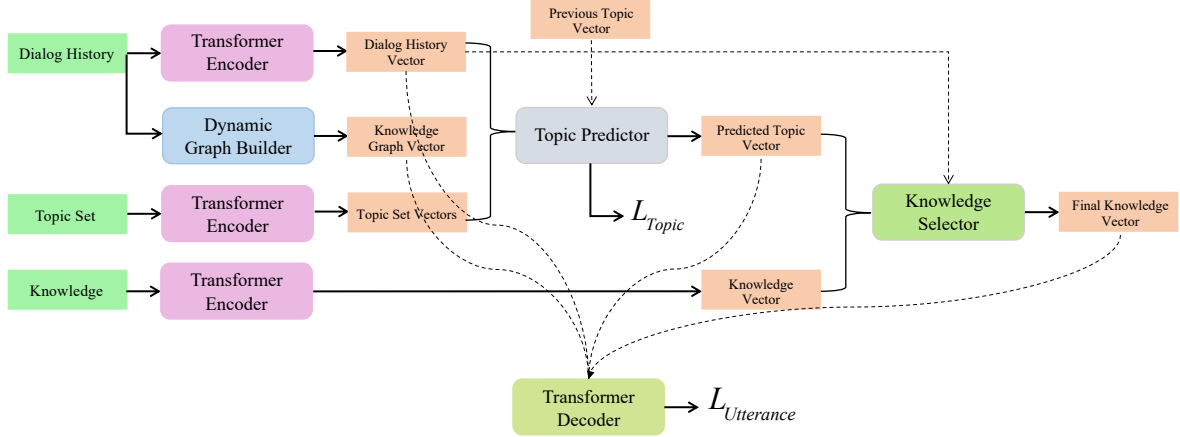 Previous Topic
Vector
Dialog History
Transformer
Encoder
Dialog History
Vector
Dynamic
Graph Builder
Knowledge
Graph Vector
Topic Predictor
Predicted Topic
Vector
Topic Set
Transformer
Encoder
Topic Set Vectors
L_Topic
Knowledge
Selector
Final Knowledge
Vector
Knowledge
Transformer
Encoder
Knowledge
Vector
Transformer
Decoder
L_Utterance